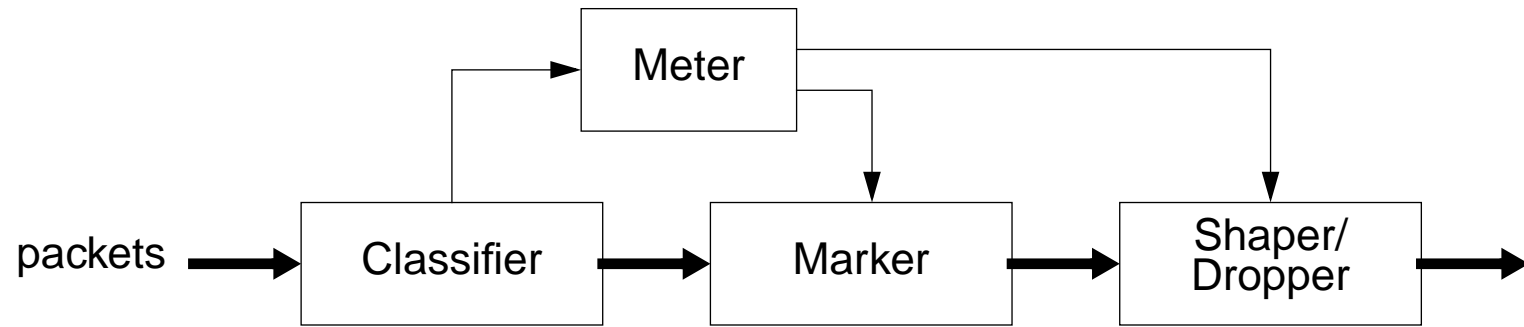 Meter
packets
Classifier
Marker
Shaper/
Dropper